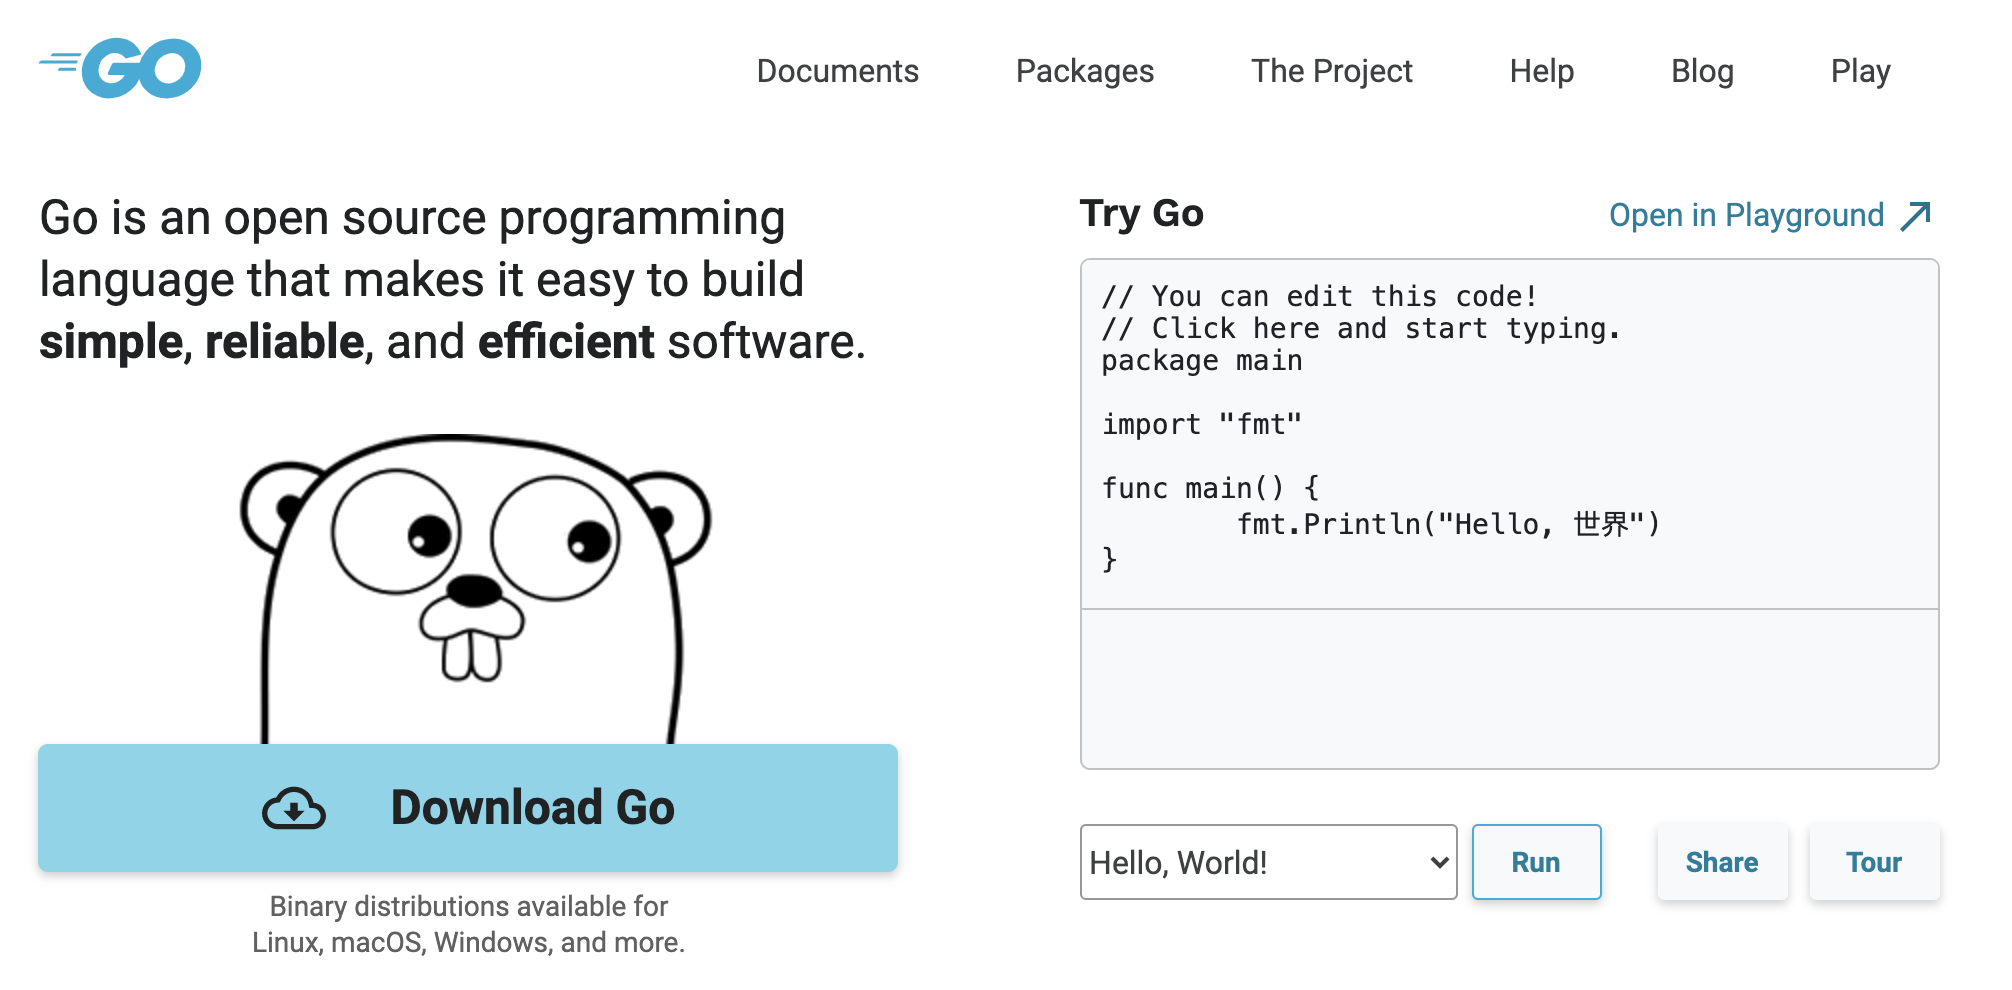 GO
Documents
Packages
The Project
Help
Blog
Play
Go is an open source programming
language that makes it easy to build
simple, reliable, and efficient software.
Download Go
Binary distributions available for
Linux, macOS, Windows, and more.
Try Go
Open in Playground
// You can edit this code!
// Click here and start typing.
package main
import "fmt"
func main() {
	fmt.Println("Hello, 世界")
}
Hello, World!
Run
Share
Tour